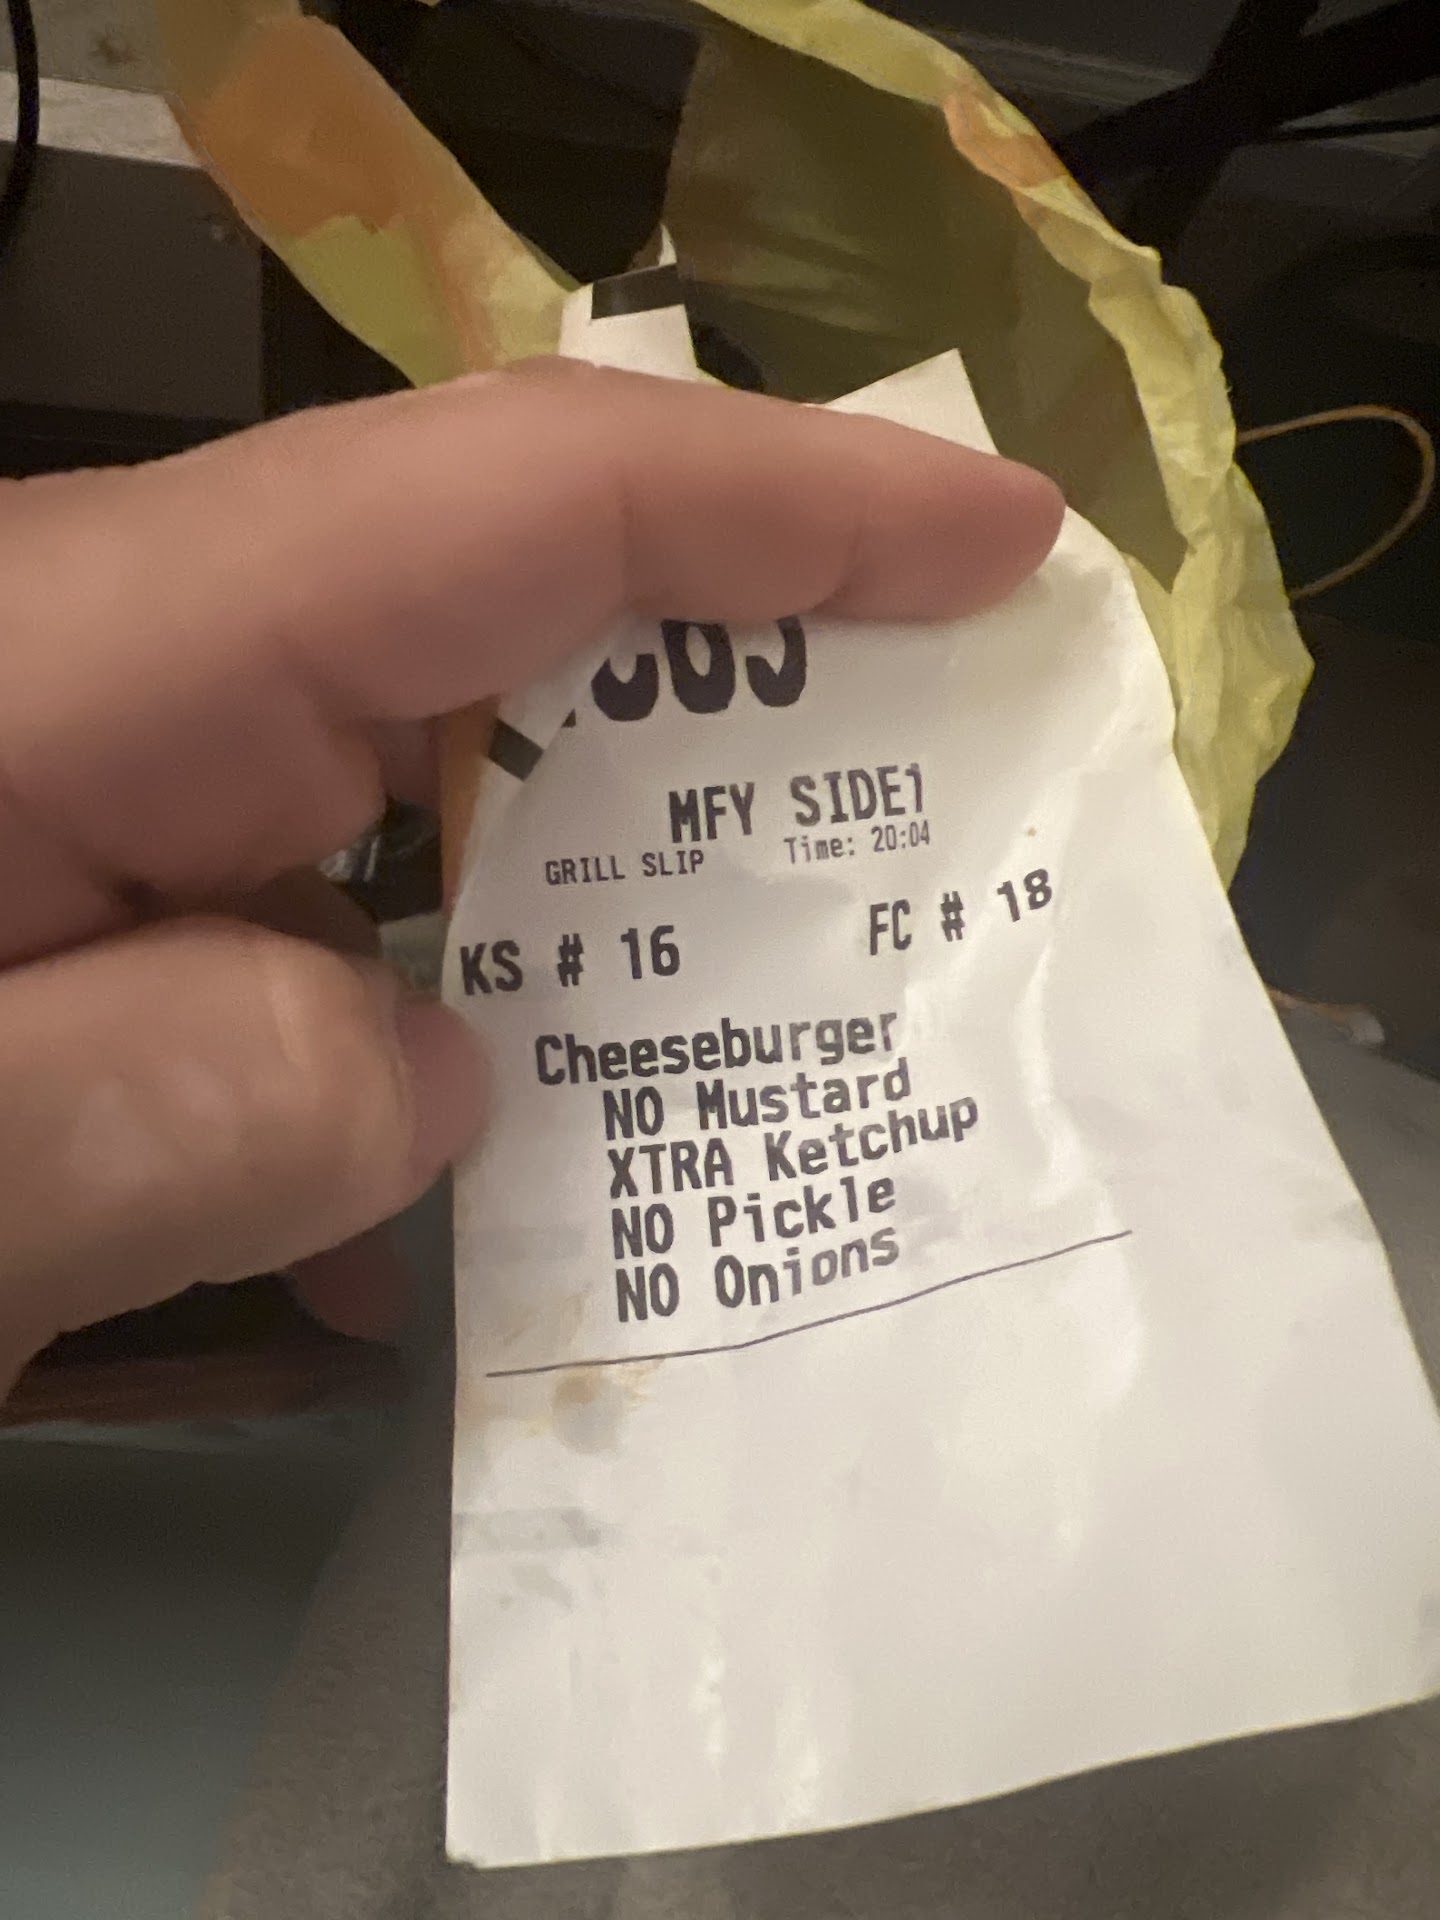 MFY SIDE1
GRILL SLIP Time: 20:04
KS # 16 FC # 18
Cheeseburger
NO Mustard
XTRA Ketchup
NO Pickle
NO Onions